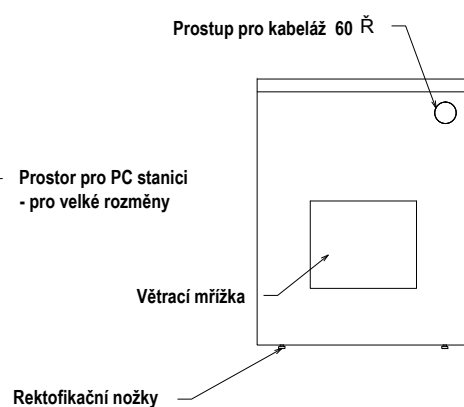 Prostup pro kabeláž 60 Ř
Prostor pro PC stanici
- pro velké rozměny
Větrací mřížka
Rektofikační nožky